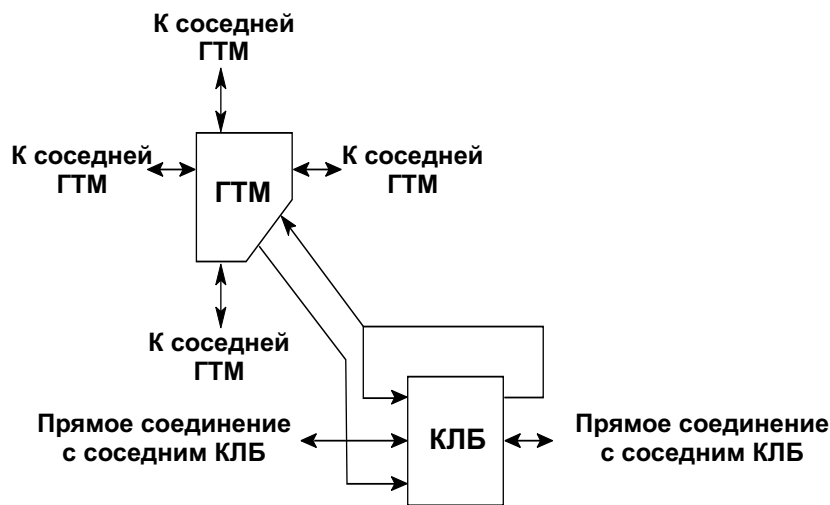 К соседней
ГТМ
К соседней
ГТМ
ГТМ
К соседней
ГТМ
К соседней
ГТМ
Прямое соединение
с соседним КЛБ
КЛБ
Прямое соединение
с соседним КЛБ